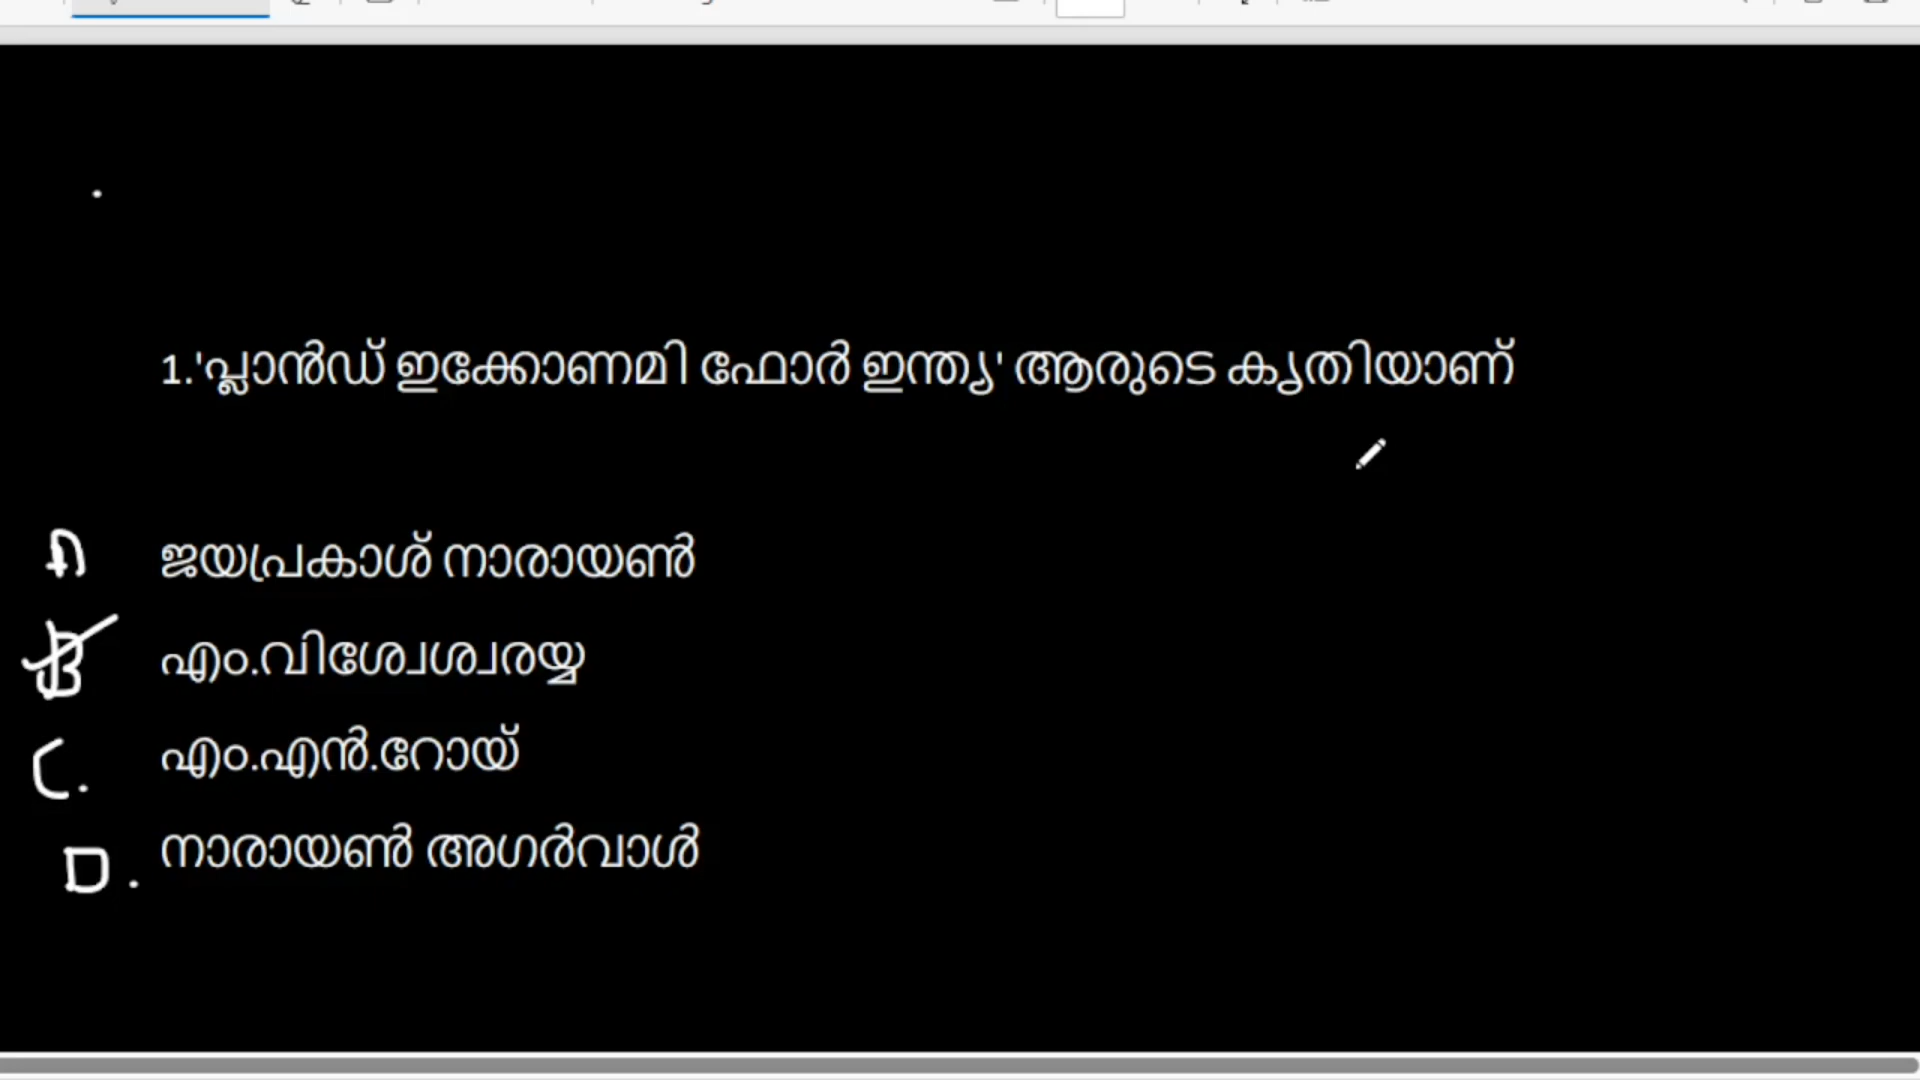 1.'പ്ലാൻഡ് ഇക്കോണമി ഫോർ ഇന്ത്യ' ആരുടെ കൃതിയാണ്
A ജയപ്രകാശ് നാരായൺ
B എം.വിശ്വേശ്വരയ്യ
C. എം.എൻ.റോയ്
D. നാരായൺ അഗർവാൾ